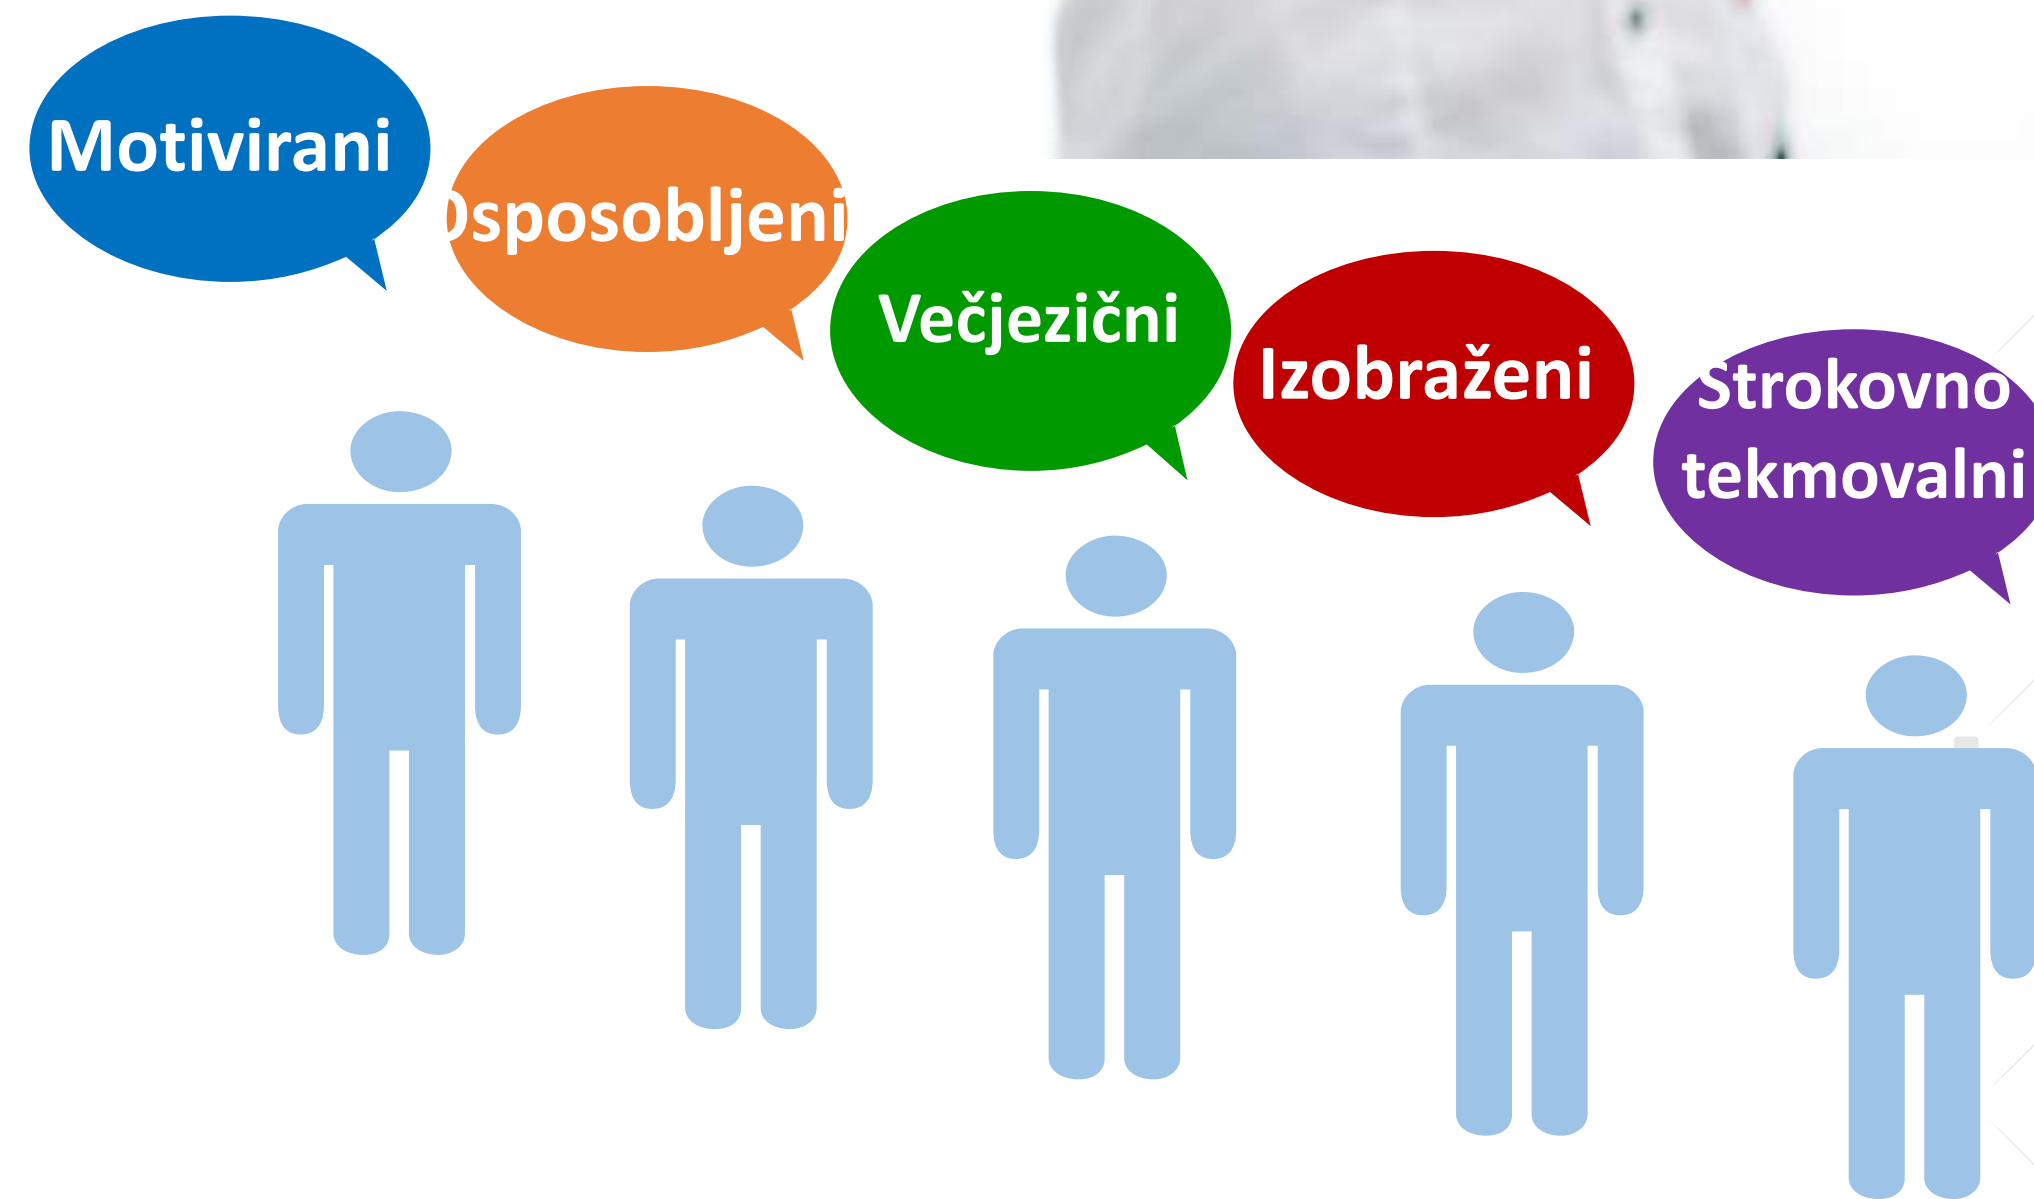 Motivirani
Osposobljeni
Večjezični
Izobraženi
Strokovno
tekmovalni